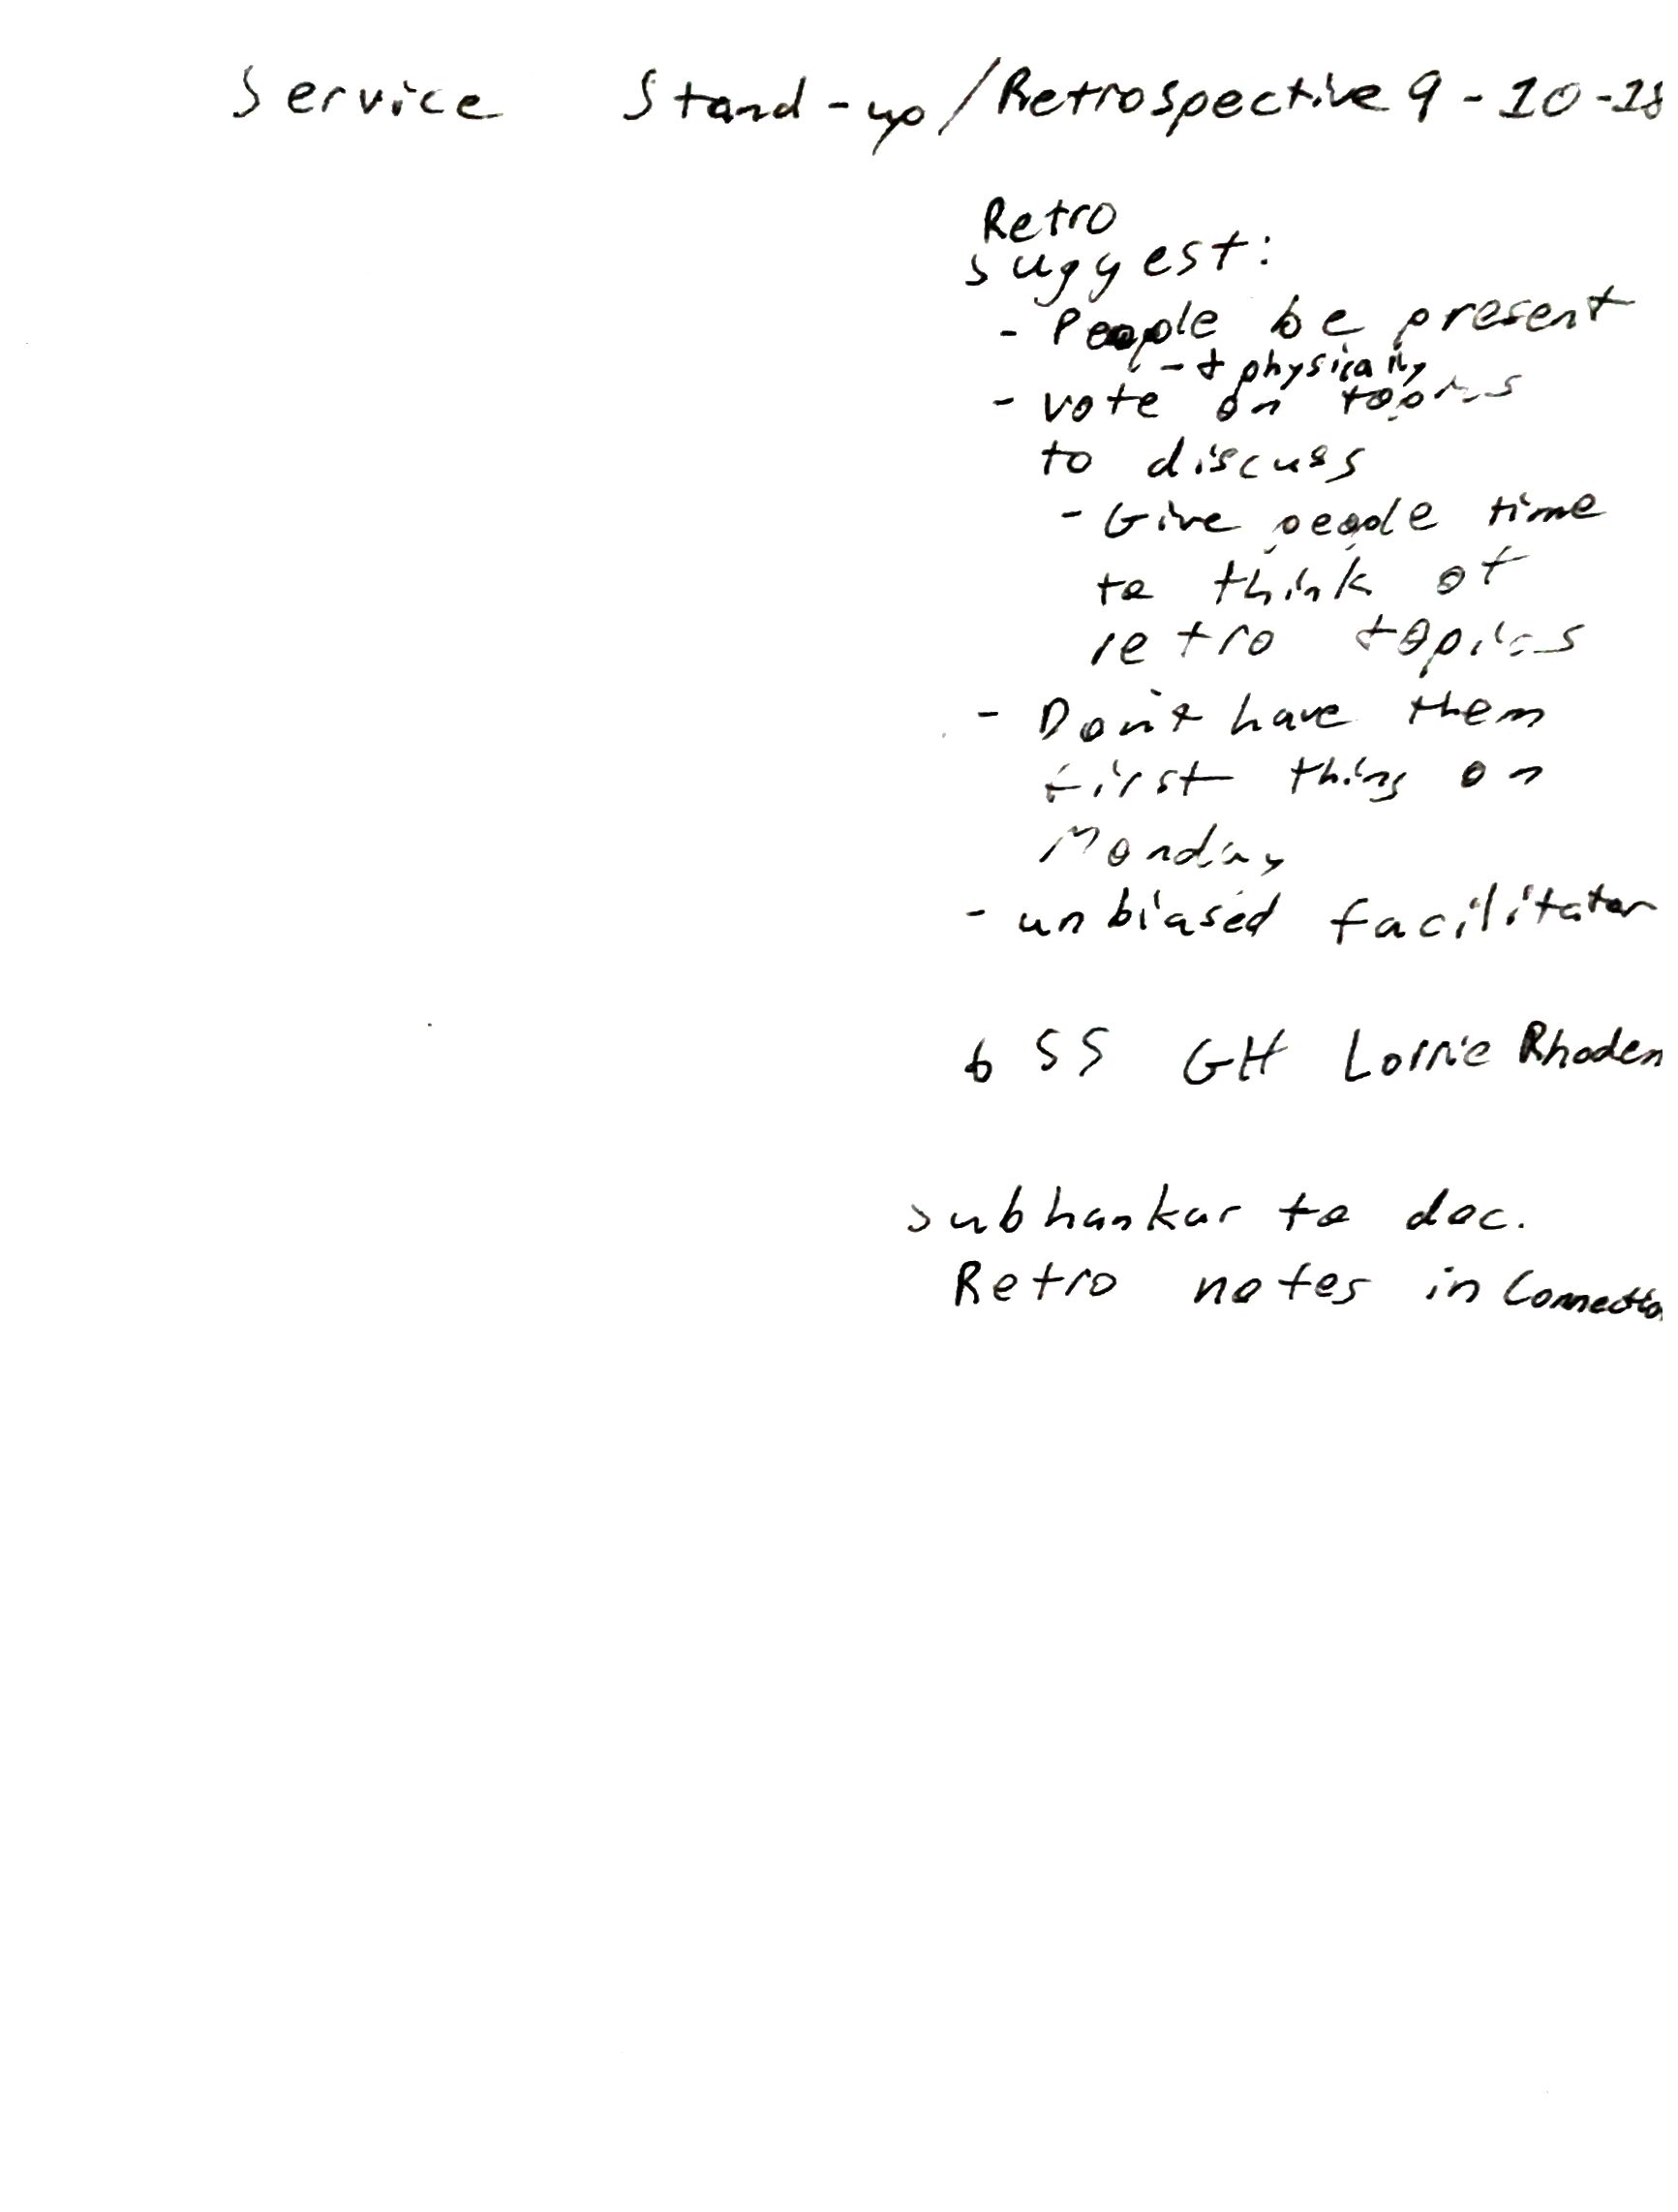 Service Stand-up/Retrospective 9-10-18
Retro
suggest:
- People be present
- + physically
- vote on topics
to discuss
- Give people time
to think of
retro topics
- Don't have them
first thing on
Monday
- unbiased facilitator
6 SS GH Lorrie Rhoden
Subhankar to doc.
Retro notes in